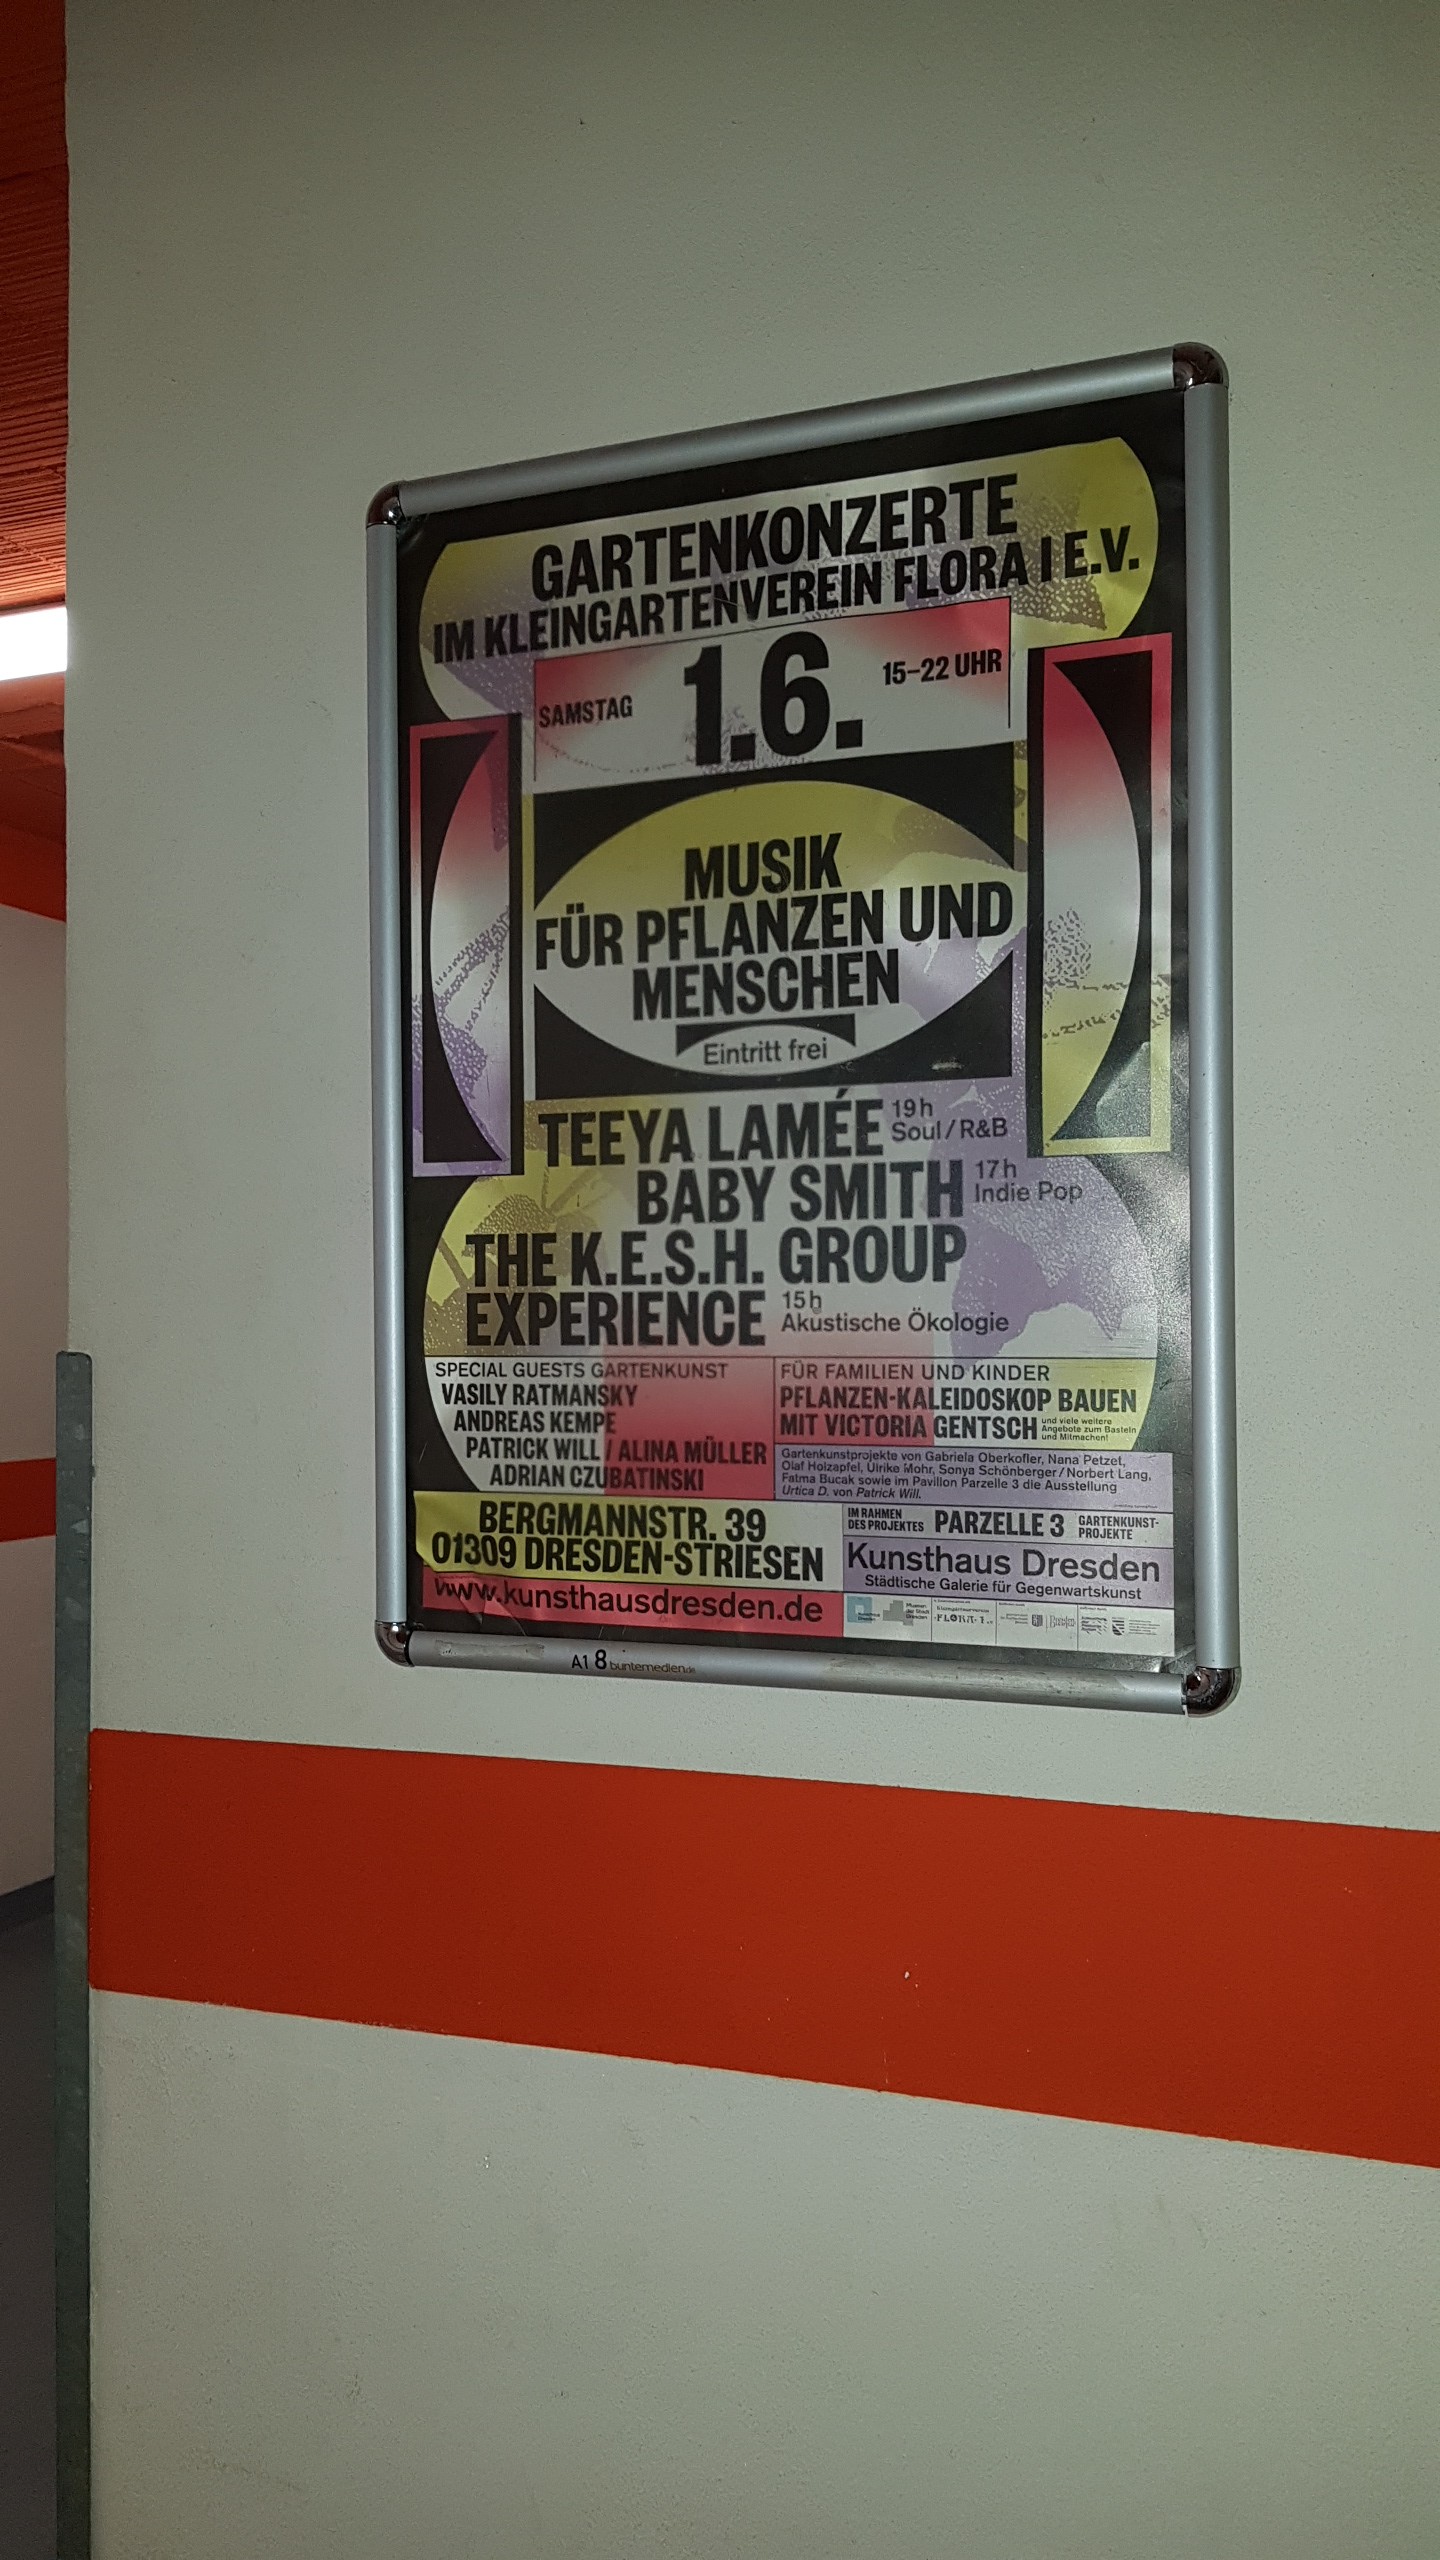 GARTENKONZERTE
IM KLEINGARTENVEREIN FLORA I E.V.
SAMSTAG
1.6.
15–22 UHR
MUSIK
FÜR PFLANZEN UND
MENSCHEN
Eintritt frei
TEEYA LAMÉE
19h
Soul / R&B
BABY SMITH
17h
Indie Pop
THE K.E.S.H. GROUP
EXPERIENCE
15h
Akustische Ökologie
SPECIAL GUESTS GARTENKUNST
VASILY RATMANSKY
ANDREAS KEMPE
PATRICK WILL / ALINA MÜLLER
ADRIAN CZUBATINSKI
FÜR FAMILIEN UND KINDER
PFLANZEN-KALEIDOSKOP BAUEN
MIT VICTORIA GENTSCH
und viele weitere
Angebote zum Basteln
und Mitmachen!
Gartenkunstprojekte von Gabriela Oberkofler, Nana Petzet,
Olaf Holzapfel, Ulrike Mohr, Sonya Schönberger / Norbert Lang,
Fatma Bucak sowie im Pavillon Parzelle 3 die Ausstellung
Urtica D. von Patrick Will.
BERGMANNSTR. 39
01309 DRESDEN-STRIESEN
www.kunsthausdresden.de
IM RAHMEN
DES PROJEKTES
PARZELLE 3
GARTENKUNST-
PROJEKTE
Kunsthaus Dresden
Städtische Galerie für Gegenwartskunst
Museen
der Stadt
Dresden
FLORA I
A1 8 buntemedien.de